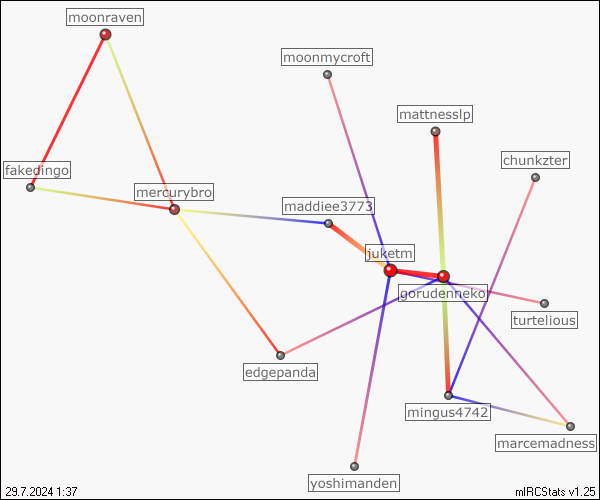 moonraven
moonmycroft
mattnesslp
chunkzter
fakedingo
mercurybro
maddiee3773
juketm
gorudenneko
turtelious
edgepanda
mingus4742
marcemadness
yoshimanden
29.7.2024 1:37
mIRCStats v1.25